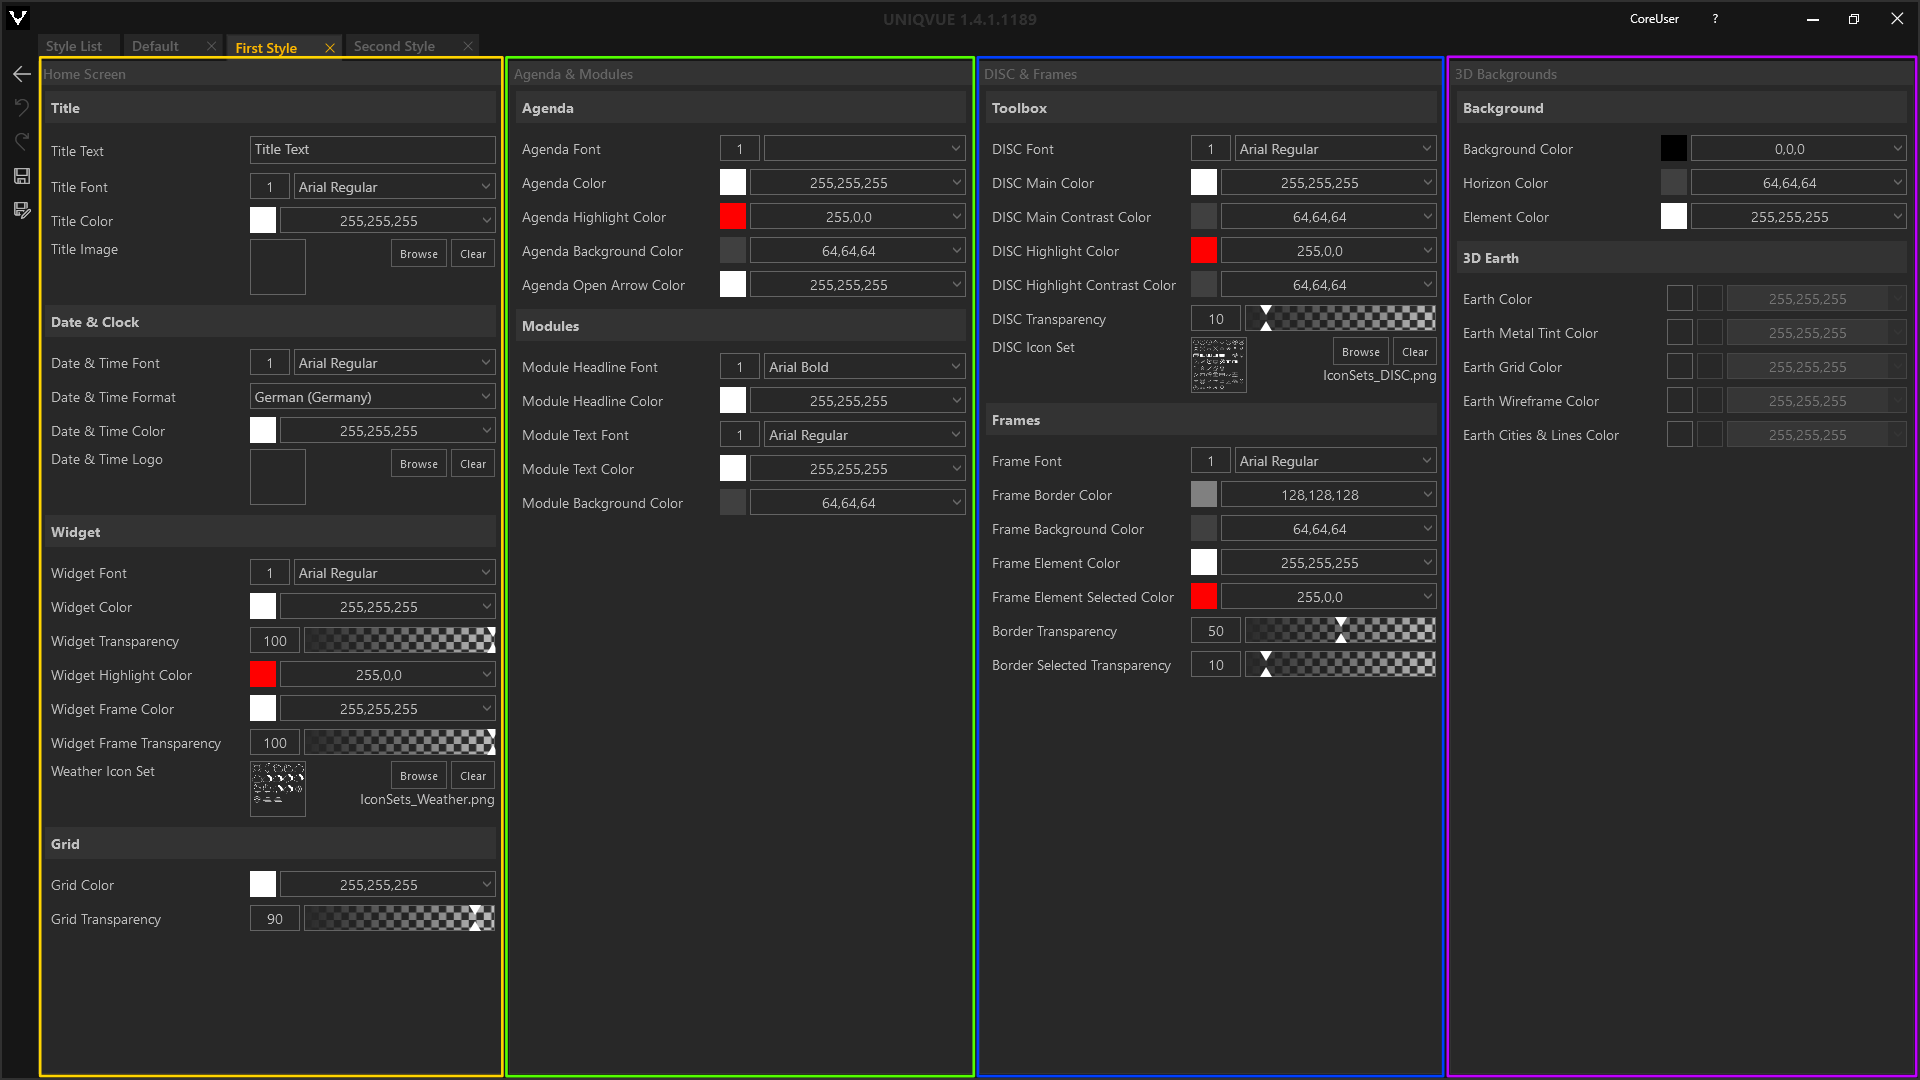 UNIQVUE 1.4.1.1189
CoreUser
?
Style List
Default
First Style
Second Style
Home Screen
Title
Title Text
Title Text
Title Font
1
Arial Regular
Title Color
255,255,255
Title Image
Browse
Clear
Date & Clock
Date & Time Font
1
Arial Regular
Date & Time Format
German (Germany)
Date & Time Color
255,255,255
Date & Time Logo
Browse
Clear
Widget
Widget Font
1
Arial Regular
Widget Color
255,255,255
Widget Transparency
100
Widget Highlight Color
255,0,0
Widget Frame Color
255,255,255
Widget Frame Transparency
100
Weather Icon Set
Browse
Clear
IconSets_Weather.png
Grid
Grid Color
255,255,255
Grid Transparency
90
Agenda & Modules
Agenda
Agenda Font
1
Agenda Color
255,255,255
Agenda Highlight Color
255,0,0
Agenda Background Color
64,64,64
Agenda Open Arrow Color
255,255,255
Modules
Module Headline Font
1
Arial Bold
Module Headline Color
255,255,255
Module Text Font
1
Arial Regular
Module Text Color
255,255,255
Module Background Color
64,64,64
DISC & Frames
Toolbox
DISC Font
1
Arial Regular
DISC Main Color
255,255,255
DISC Main Contrast Color
64,64,64
DISC Highlight Color
255,0,0
DISC Highlight Contrast Color
64,64,64
DISC Transparency
10
DISC Icon Set
Browse
Clear
IconSets_DISC.png
Frames
Frame Font
1
Arial Regular
Frame Border Color
128,128,128
Frame Background Color
64,64,64
Frame Element Color
255,255,255
Frame Element Selected Color
255,0,0
Border Transparency
50
Border Selected Transparency
10
3D Backgrounds
Background
Background Color
0,0,0
Horizon Color
64,64,64
Element Color
255,255,255
3D Earth
Earth Color
255,255,255
Earth Metal Tint Color
255,255,255
Earth Grid Color
255,255,255
Earth Wireframe Color
255,255,255
Earth Cities & Lines Color
255,255,255